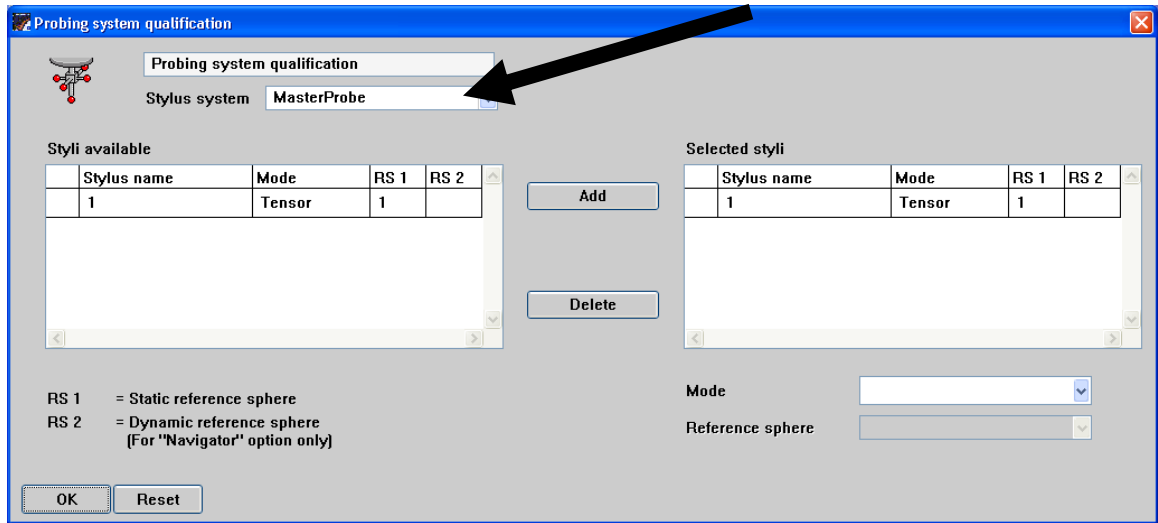 Probing system qualification
Probing system qualification
Stylus system MasterProbe
Styli available
Stylus name Mode RS 1 RS 2
1 Tensor 1
Add
Delete
Selected styli
Stylus name Mode RS 1 RS 2
1 Tensor 1
RS 1 = Static reference sphere
RS 2 = Dynamic reference sphere
(For "Navigator" option only)
Mode
Reference sphere
OK Reset